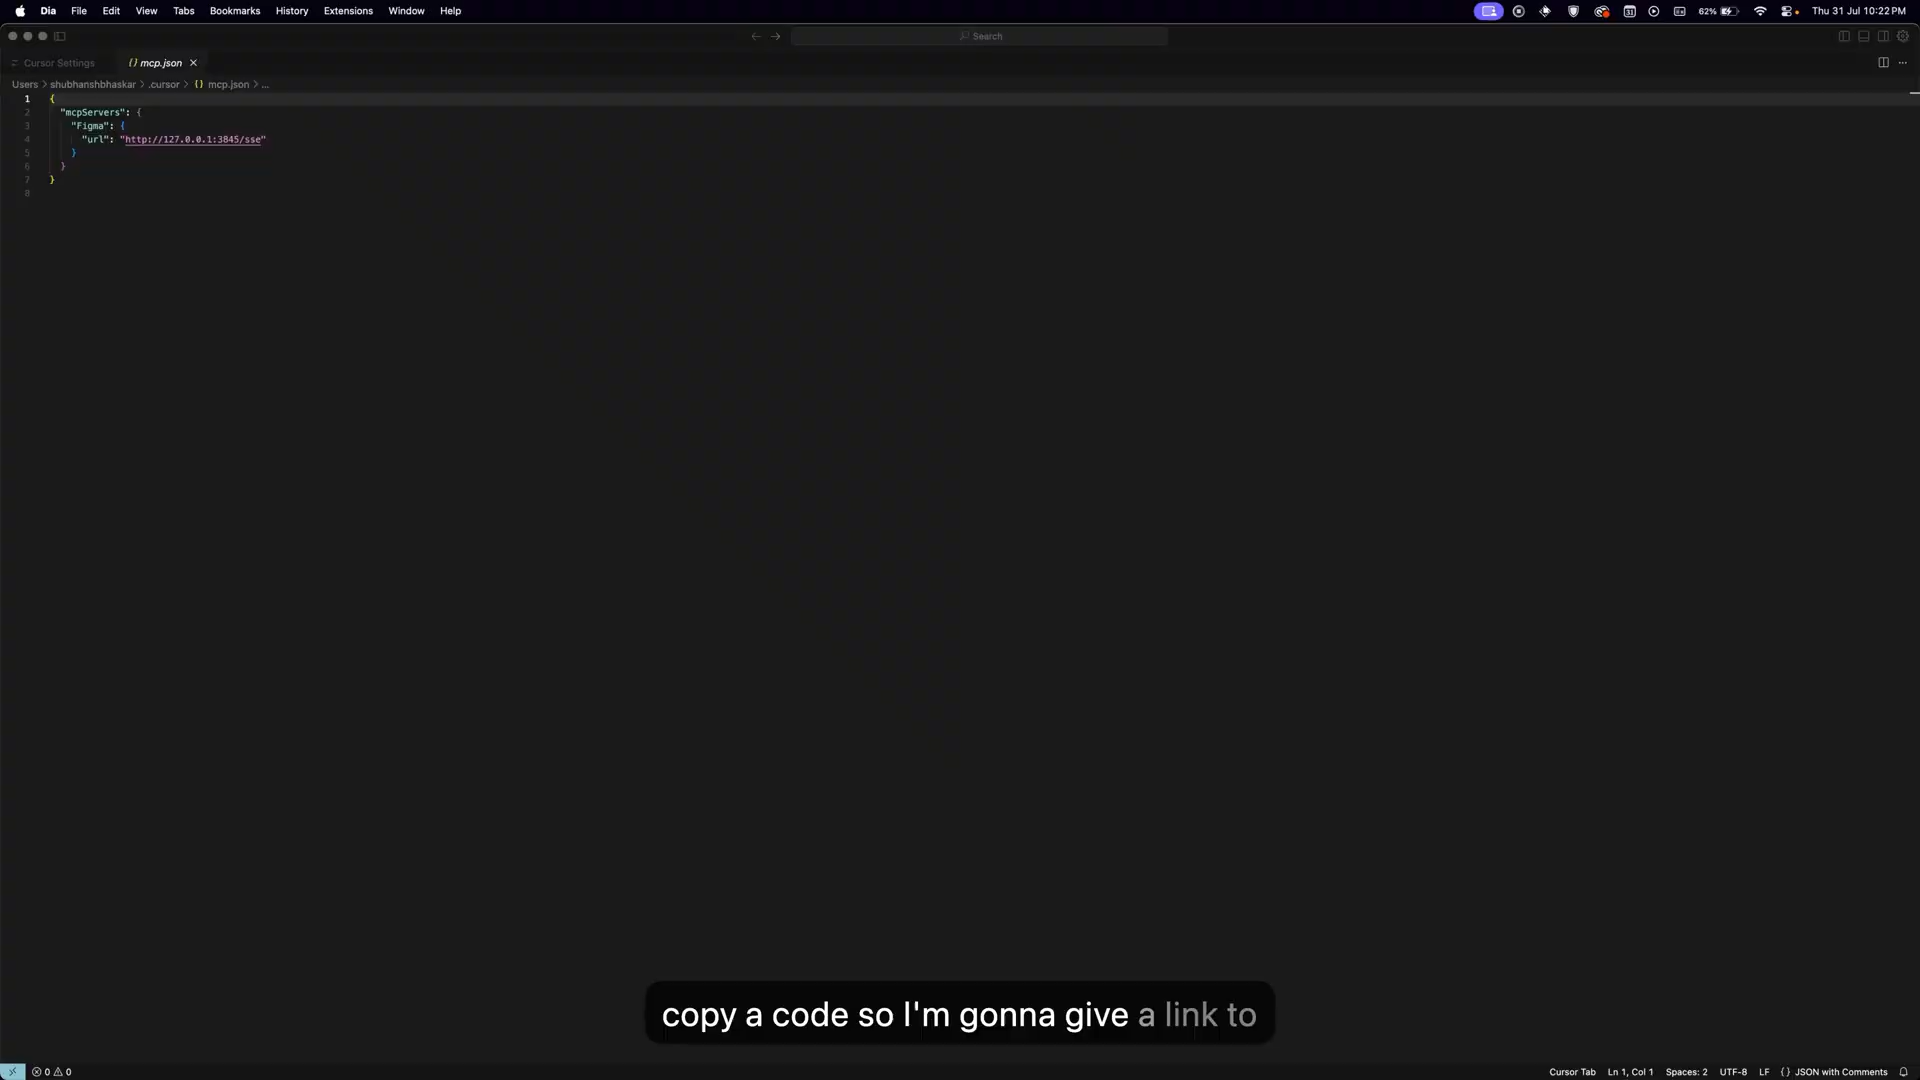 Dia File Edit View Tabs Bookmarks History Extensions Window Help 31 62% Thu 31 Jul 10:22 PM
Search
Cursor Settings {} mcp.json
Users > shubhanshbhaskar > .cursor > {} mcp.json > ...
1 {
2 "mcpServers": {
3 "Figma": {
4 "url": "http://127.0.0.1:3845/sse"
5 }
6 }
7 }
8
copy a code so I'm gonna give a link to
0 0 Cursor Tab Ln 1, Col 1 Spaces: 2 UTF-8 LF {} JSON with Comments